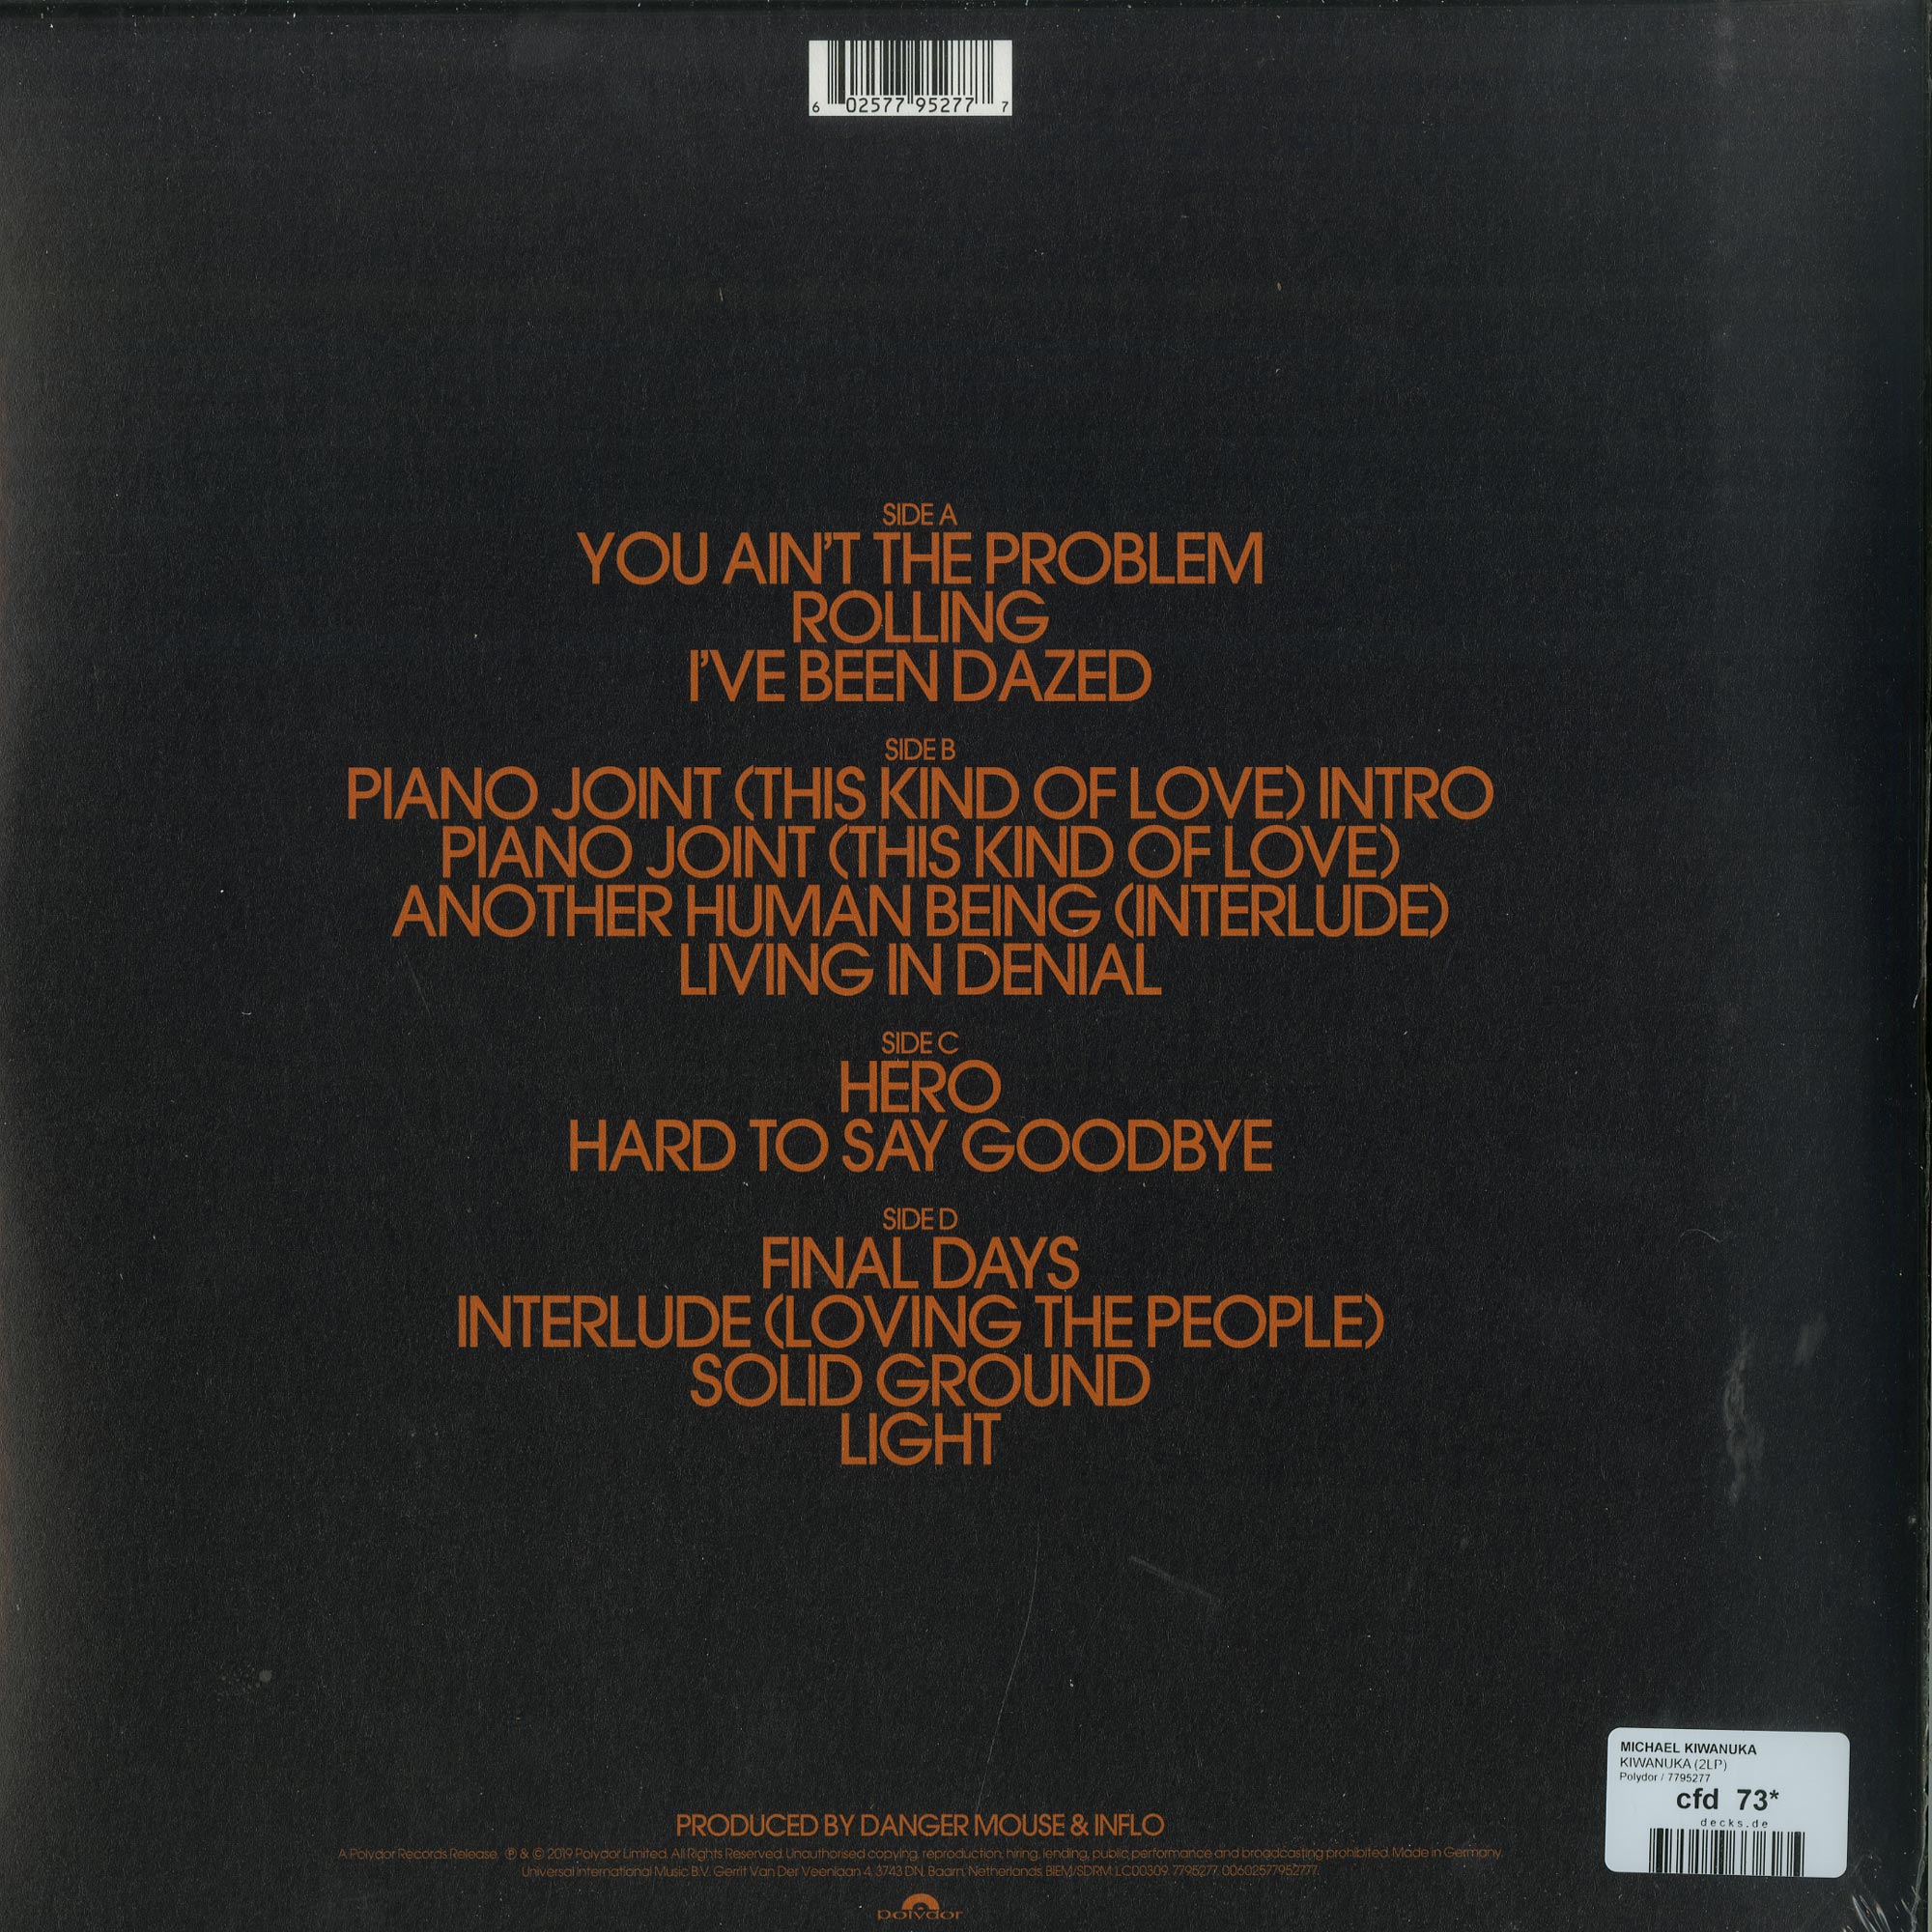 6 02577 95277 7
SIDE A
YOU AIN'T THE PROBLEM
ROLLING
I'VE BEEN DAZED
SIDE B
PIANO JOINT (THIS KIND OF LOVE) INTRO
PIANO JOINT (THIS KIND OF LOVE)
ANOTHER HUMAN BEING (INTERLUDE)
LIVING IN DENIAL
SIDE C
HERO
HARD TO SAY GOODBYE
SIDE D
FINAL DAYS
INTERLUDE (LOVING THE PEOPLE)
SOLID GROUND
LIGHT
PRODUCED BY DANGER MOUSE & INFLO
A Polydor Records Release. ℗ & © 2019 Polydor Limited. All Rights Reserved. Unauthorised copying, reproduction, hiring, lending, public performance and broadcasting prohibited. Made in Germany.
Universal International Music B.V. Gerrit Van Der Veenlaan 4, 3743 DN, Baarn, Netherlands. BIEM/SDRM. LC00309. 7795277. 00602577952777.
polydor
MICHAEL KIWANUKA
KIWANUKA (2LP)
Polydor / 7795277
cfd 73*
decks.de